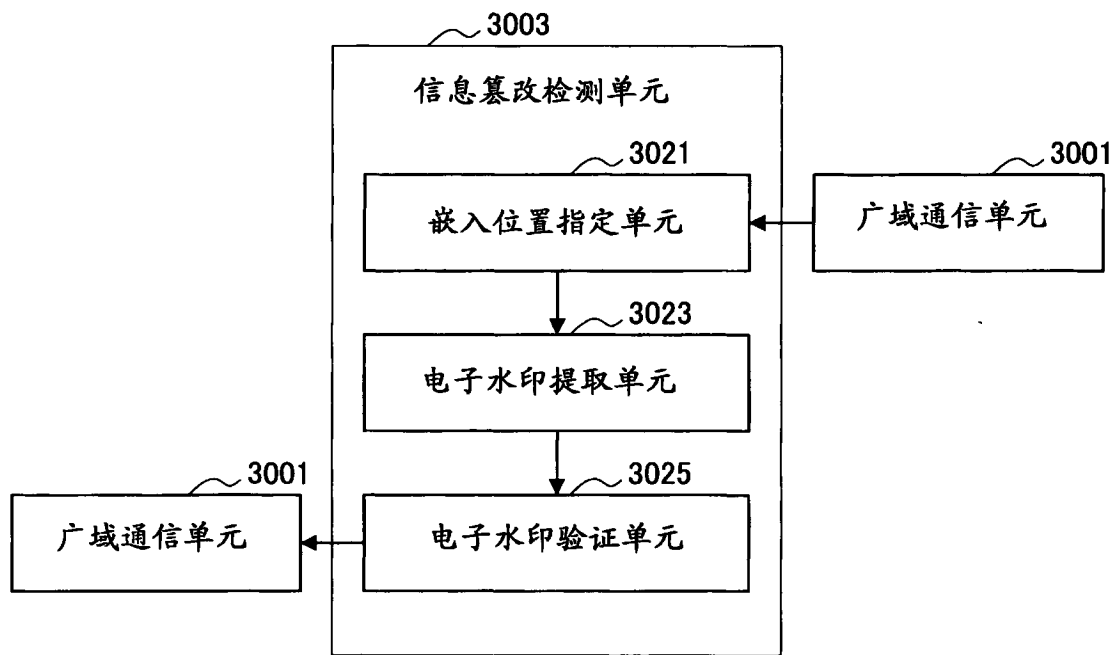 3003
信息篡改检测单元
3021
嵌入位置指定单元
3001
广域通信单元
3023
电子水印提取单元
3025
电子水印验证单元
3001
广域通信单元